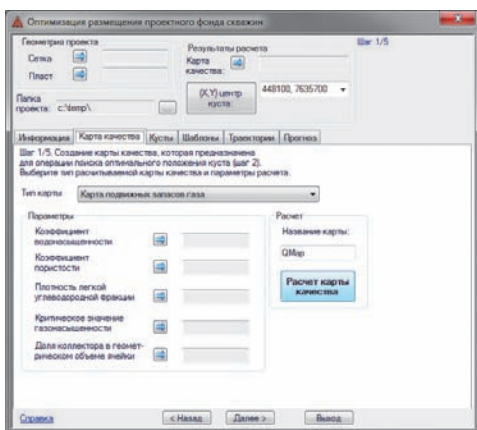 Оптимизация размещения проектного фонда скважин
Геометрия проекта
Сетка
Пласт
Папка проекта:
c:\temp\
...
Результаты расчета
Карта качества:
(X,Y) центр куста:
448100, 7635700
Шаг 1/5
Информация
Карта качества
Кусты
Шаблоны
Траектории
Прогноз
Шаг 1/5. Создание карты качества, которая предназначена
для операции поиска оптимального положения куста (шаг 2).
Выберите тип рассчитываемой карты качества и параметры расчета.
Тип карты
Карта подвижных запасов газа
Параметры
Коэффициент
водонасыщенности
Коэффициент
пористости
Плотность легкой
углеводородной фракции
Критическое значение
газонасыщенности
Доля коллектора в геомет-
рическом объеме ячейки
Расчет
Название карты:
QMap
Расчет карты
качества
Справка
< Назад
Далее >
Выход